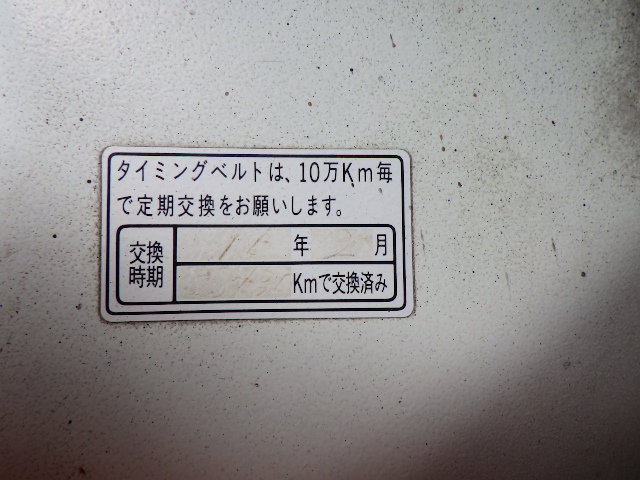 タイミングベルトは、10万Km毎
で定期交換をお願いします。
交換
時期
年 月
Kmで交換済み